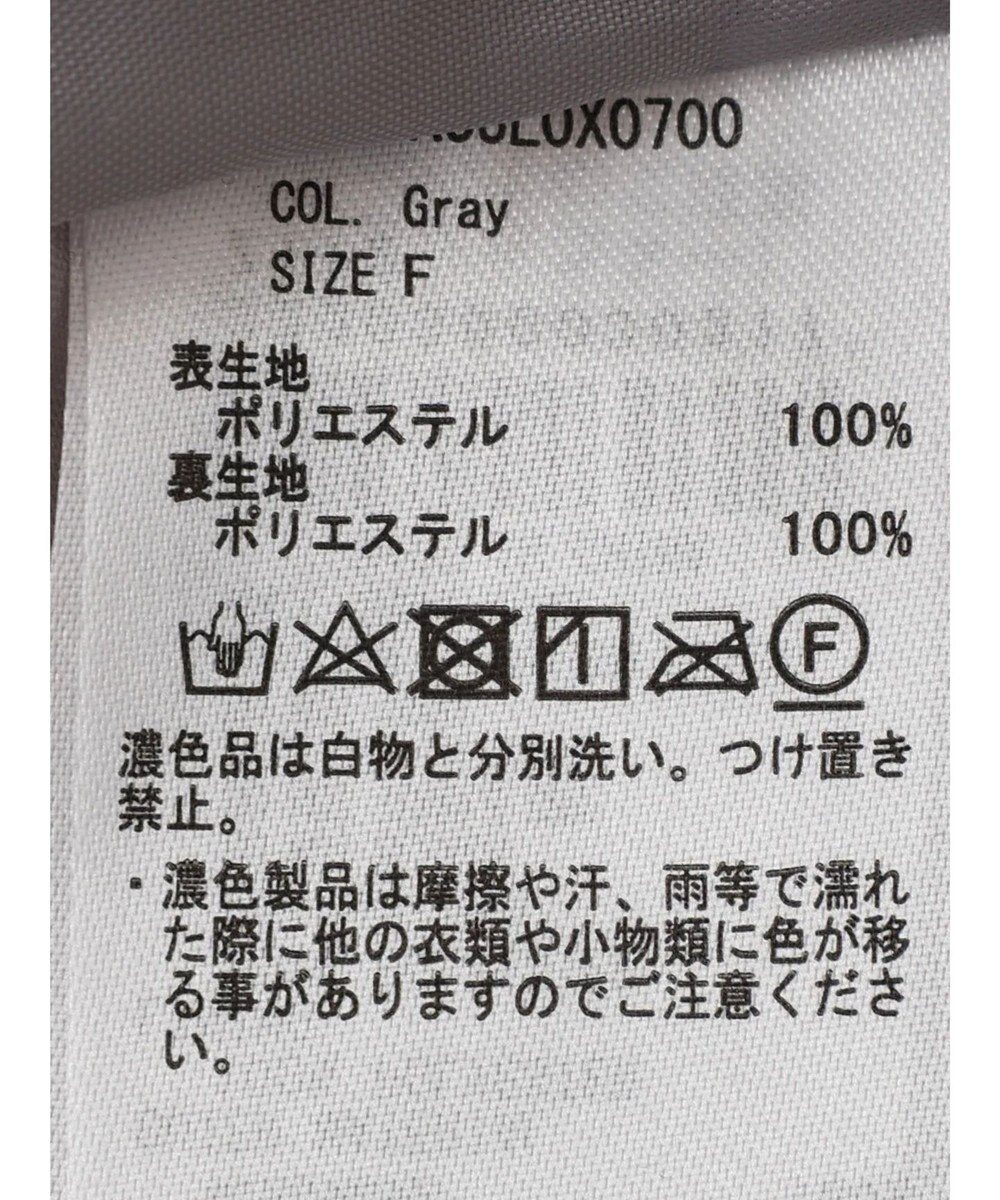 LOX0700
COL. Gray
SIZE F
表生地
ポリエステル 100%
裏生地
ポリエステル 100%
F
濃色品は白物と分別洗い。つけ置き
禁止。
・濃色製品は摩擦や汗、雨等で濡れ
た際に他の衣類や小物類に色が移
る事がありますのでご注意くださ
い。